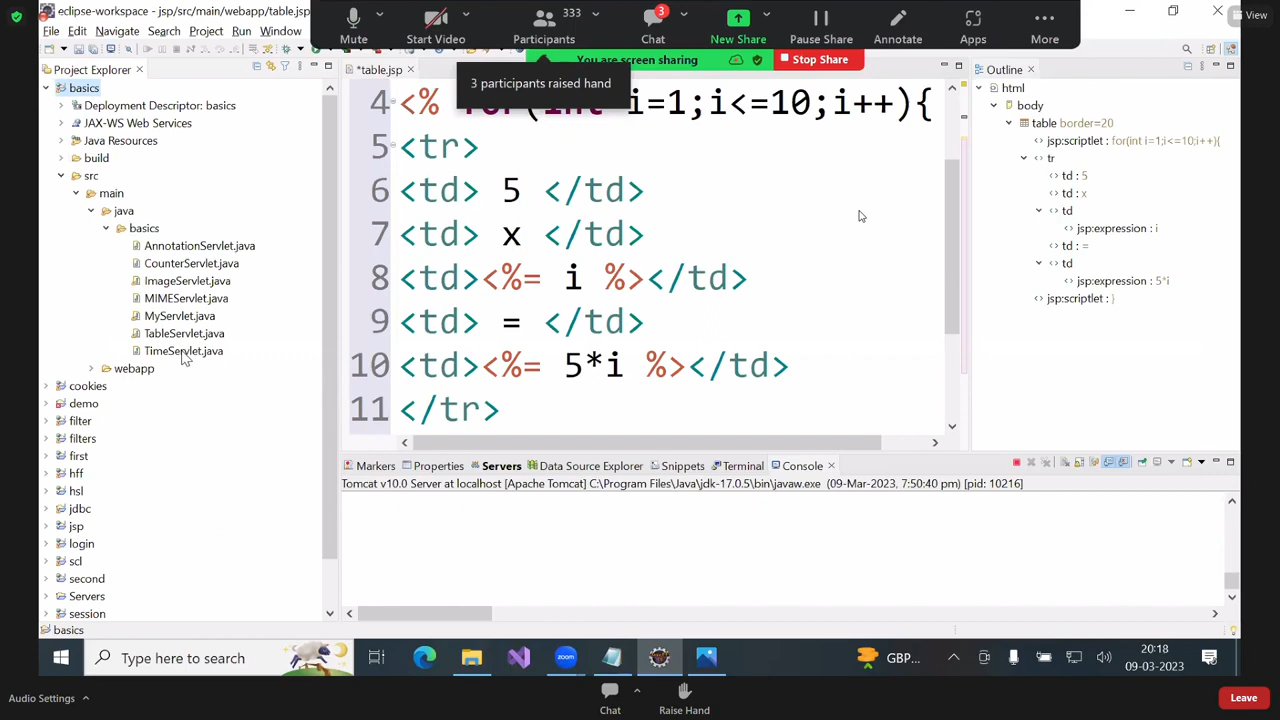 eclipse-workspace - jsp/src/main/webapp/table.jsp
333
3
Mute
Start Video
Participants
Chat
New Share
Pause Share
Annotate
Apps
More
View
File Edit Navigate Search Project Run Window
You are screen sharing
Stop Share
3 participants raised hand
Project Explorer
basics
Deployment Descriptor: basics
JAX-WS Web Services
Java Resources
build
src
main
java
basics
AnnotationServlet.java
CounterServlet.java
ImageServlet.java
MIMEServlet.java
MyServlet.java
TableServlet.java
TimeServlet.java
webapp
cookies
demo
filter
filters
first
hff
hsl
jdbc
jsp
login
scl
second
Servers
session
basics
*table.jsp
4 <% for(int i=1;i<=10;i++){
5 <tr>
6 <td> 5 </td>
7 <td> x </td>
8 <td><%= i %></td>
9 <td> = </td>
10 <td><%= 5*i %></td>
11 </tr>
Outline
html
body
table border=20
jsp:scriptlet : for(int i=1;i<=10;i++){
tr
td : 5
td : x
td
jsp:expression : i
td : =
td
jsp:expression : 5*i
jsp:scriptlet : }
Markers Properties Servers Data Source Explorer Snippets Terminal Console
Tomcat v10.0 Server at localhost [Apache Tomcat] C:\Program Files\Java\jdk-17.0.5\bin\javaw.exe (09-Mar-2023, 7:50:40 pm) [pid: 10216]
Type here to search
GBP...
20:18
09-03-2023
Audio Settings
Chat
Raise Hand
Leave